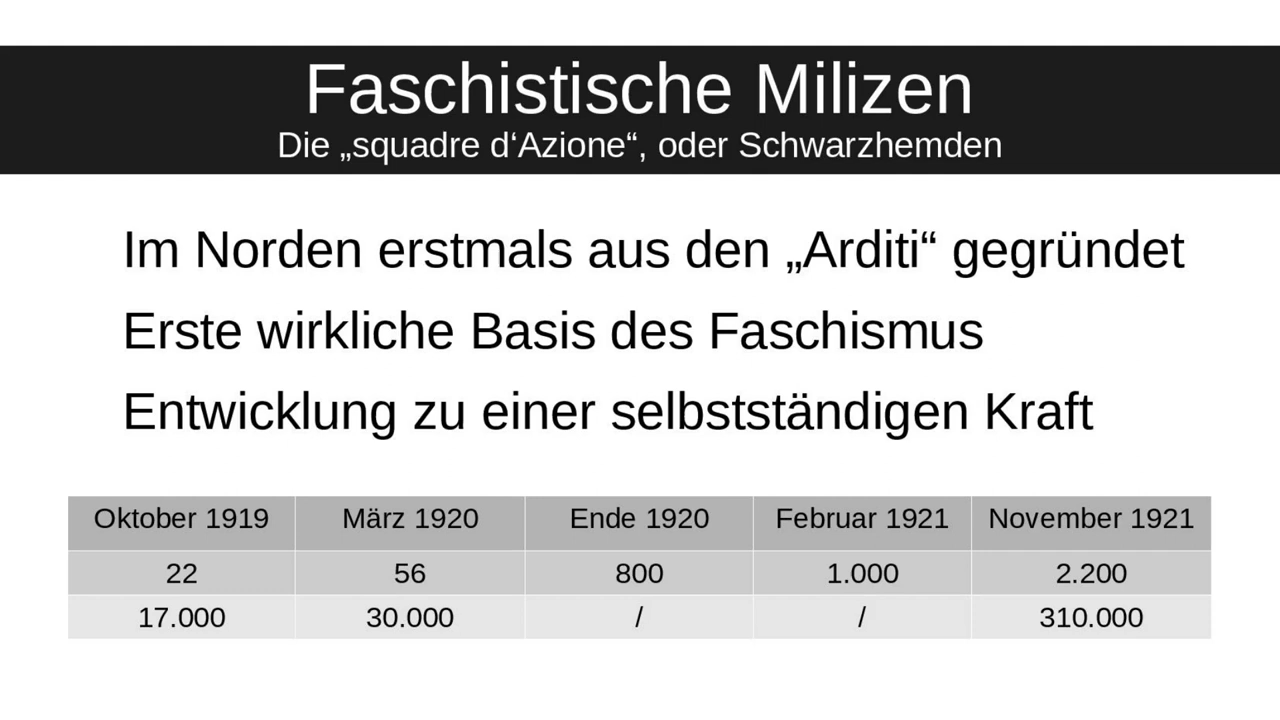 Faschistische Milizen
Die „squadre d‘Azione“, oder Schwarzhemden
Im Norden erstmals aus den „Arditi“ gegründet
Erste wirkliche Basis des Faschismus
Entwicklung zu einer selbstständigen Kraft
Oktober 1919 März 1920 Ende 1920 Februar 1921 November 1921
22 56 800 1.000 2.200
17.000 30.000 / / 310.000